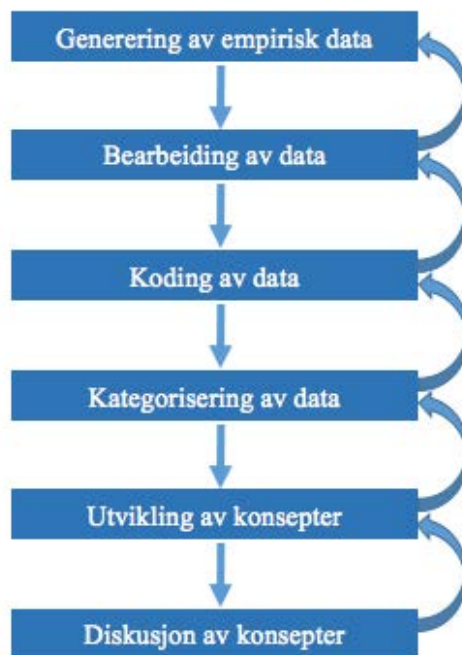 Generering av empirisk data
Bearbeiding av data
Koding av data
Kategorisering av data
Utvikling av konsepter
Diskusjon av konsepter